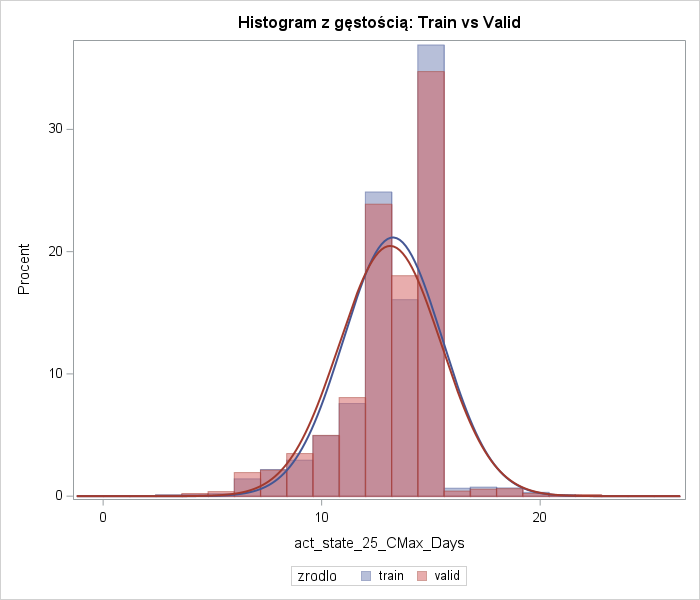 Histogram z gęstością: Train vs Valid
Procent
30
20
10
0
0 10 20
act_state_25_CMax_Days
zrodlo train valid